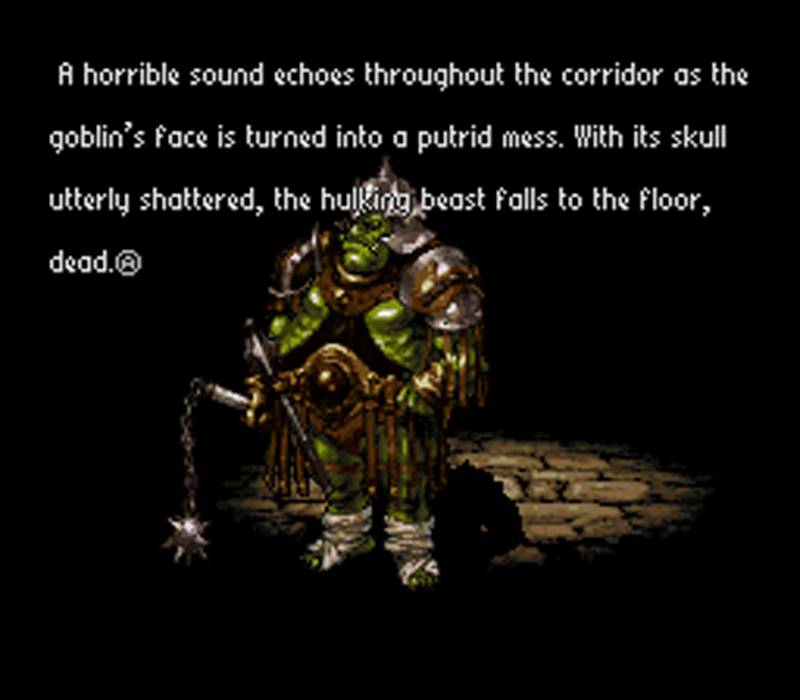 A horrible sound echoes throughout the corridor as the
goblin's face is turned into a putrid mess. With its skull
utterly shattered, the hulking beast falls to the floor,
dead.Ⓐ